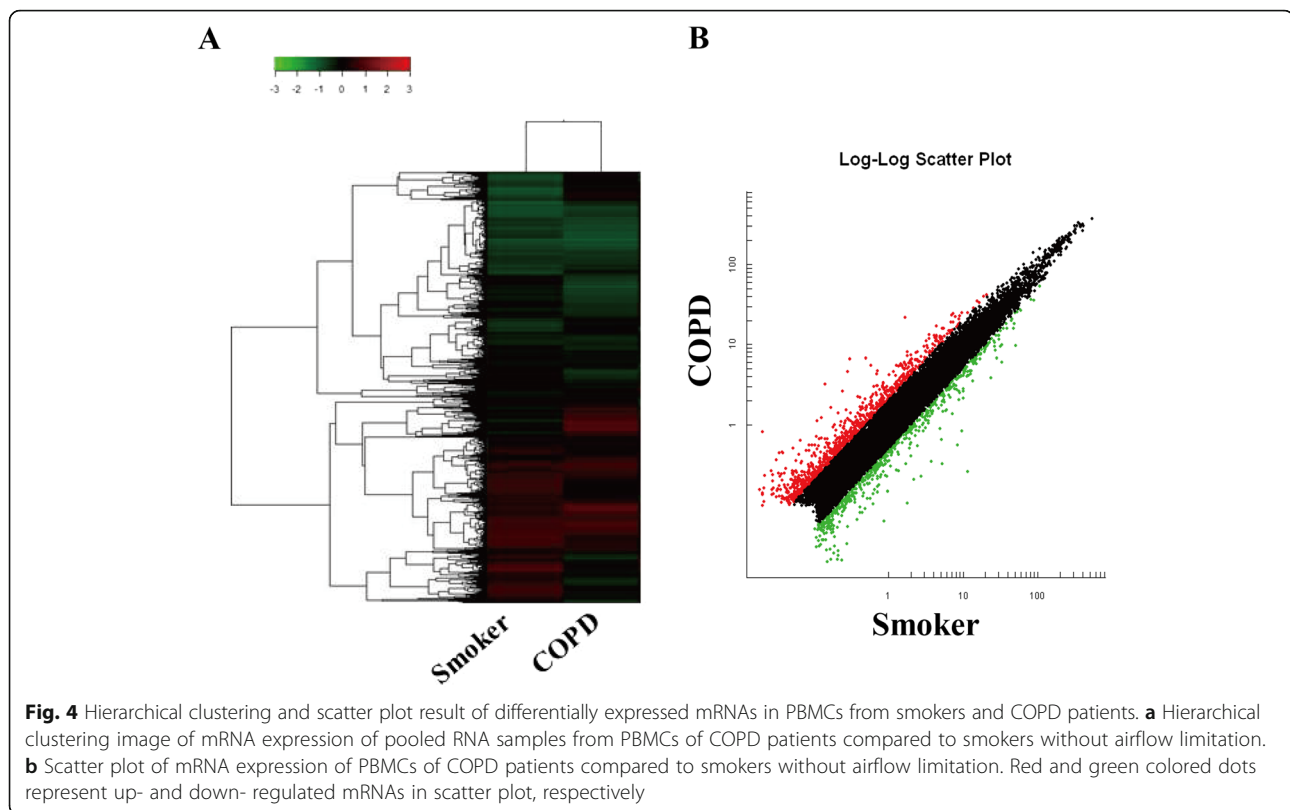 A
B
-3 -2 -1 0 1 2 3
Log-Log Scatter Plot
100
10
1
COPD
1 10 100
Smoker
Smoker COPD
Fig. 4 Hierarchical clustering and scatter plot result of differentially expressed mRNAs in PBMCs from smokers and COPD patients. a Hierarchical
clustering image of mRNA expression of pooled RNA samples from PBMCs of COPD patients compared to smokers without airflow limitation.
b Scatter plot of mRNA expression of PBMCs of COPD patients compared to smokers without airflow limitation. Red and green colored dots
represent up- and down- regulated mRNAs in scatter plot, respectively